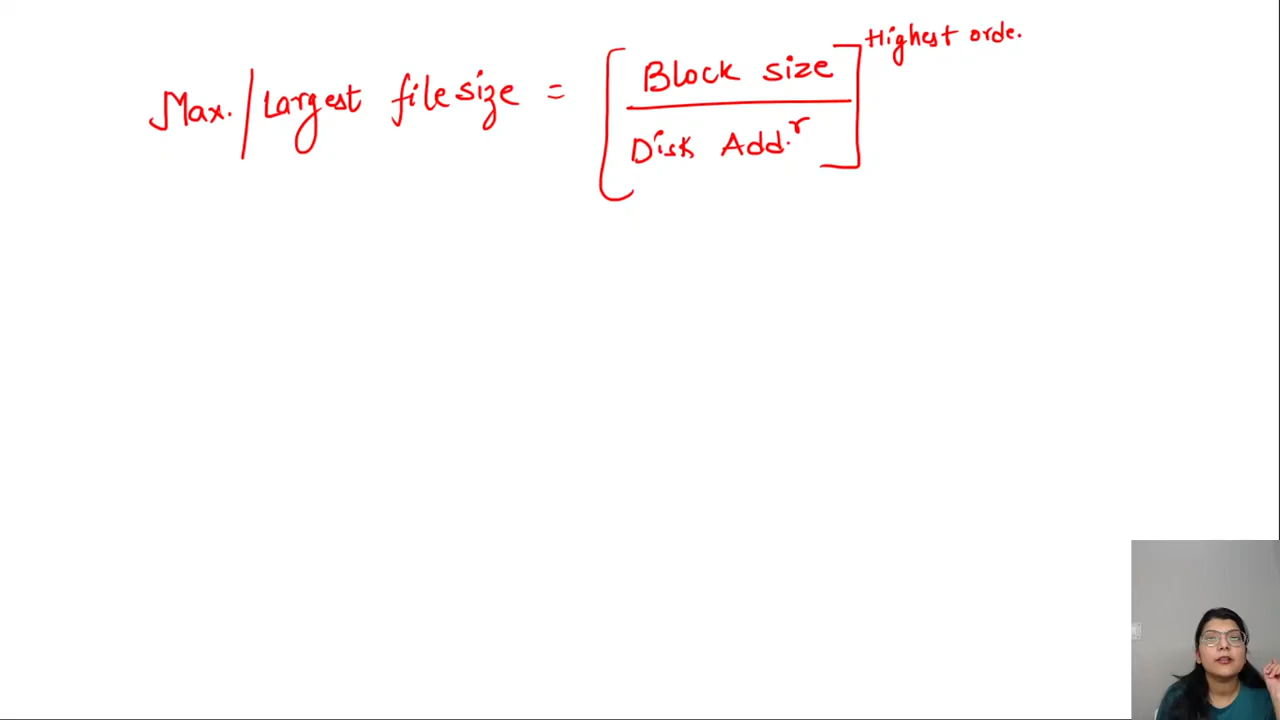 Max./Largest file size = [Block size / Disk Add.r]^Highest orde.